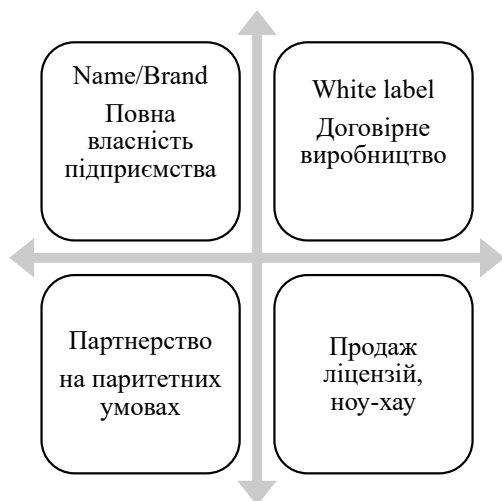 Name/Brand
Повна
власність
підприємства
White label
Договірне
виробництво
Партнерство
на паритетних
умовах
Продаж
ліцензій,
ноу-хау